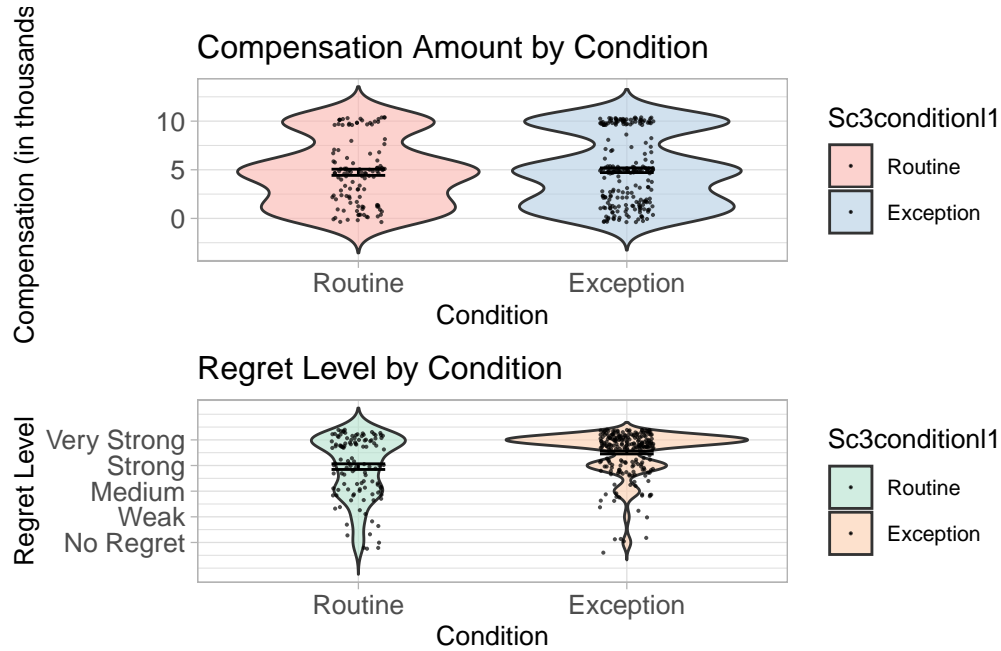 Compensation Amount by Condition
Compensation (in thousands
10
5
0
Routine
Exception
Condition
Sc3conditionl1
Routine
Exception
Regret Level by Condition
Regret Level
Very Strong
Strong
Medium
Weak
No Regret
Routine
Exception
Condition
Sc3conditionl1
Routine
Exception